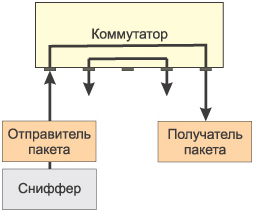 Коммутатор
Отправитель
пакета
Получатель
пакета
Сниффер